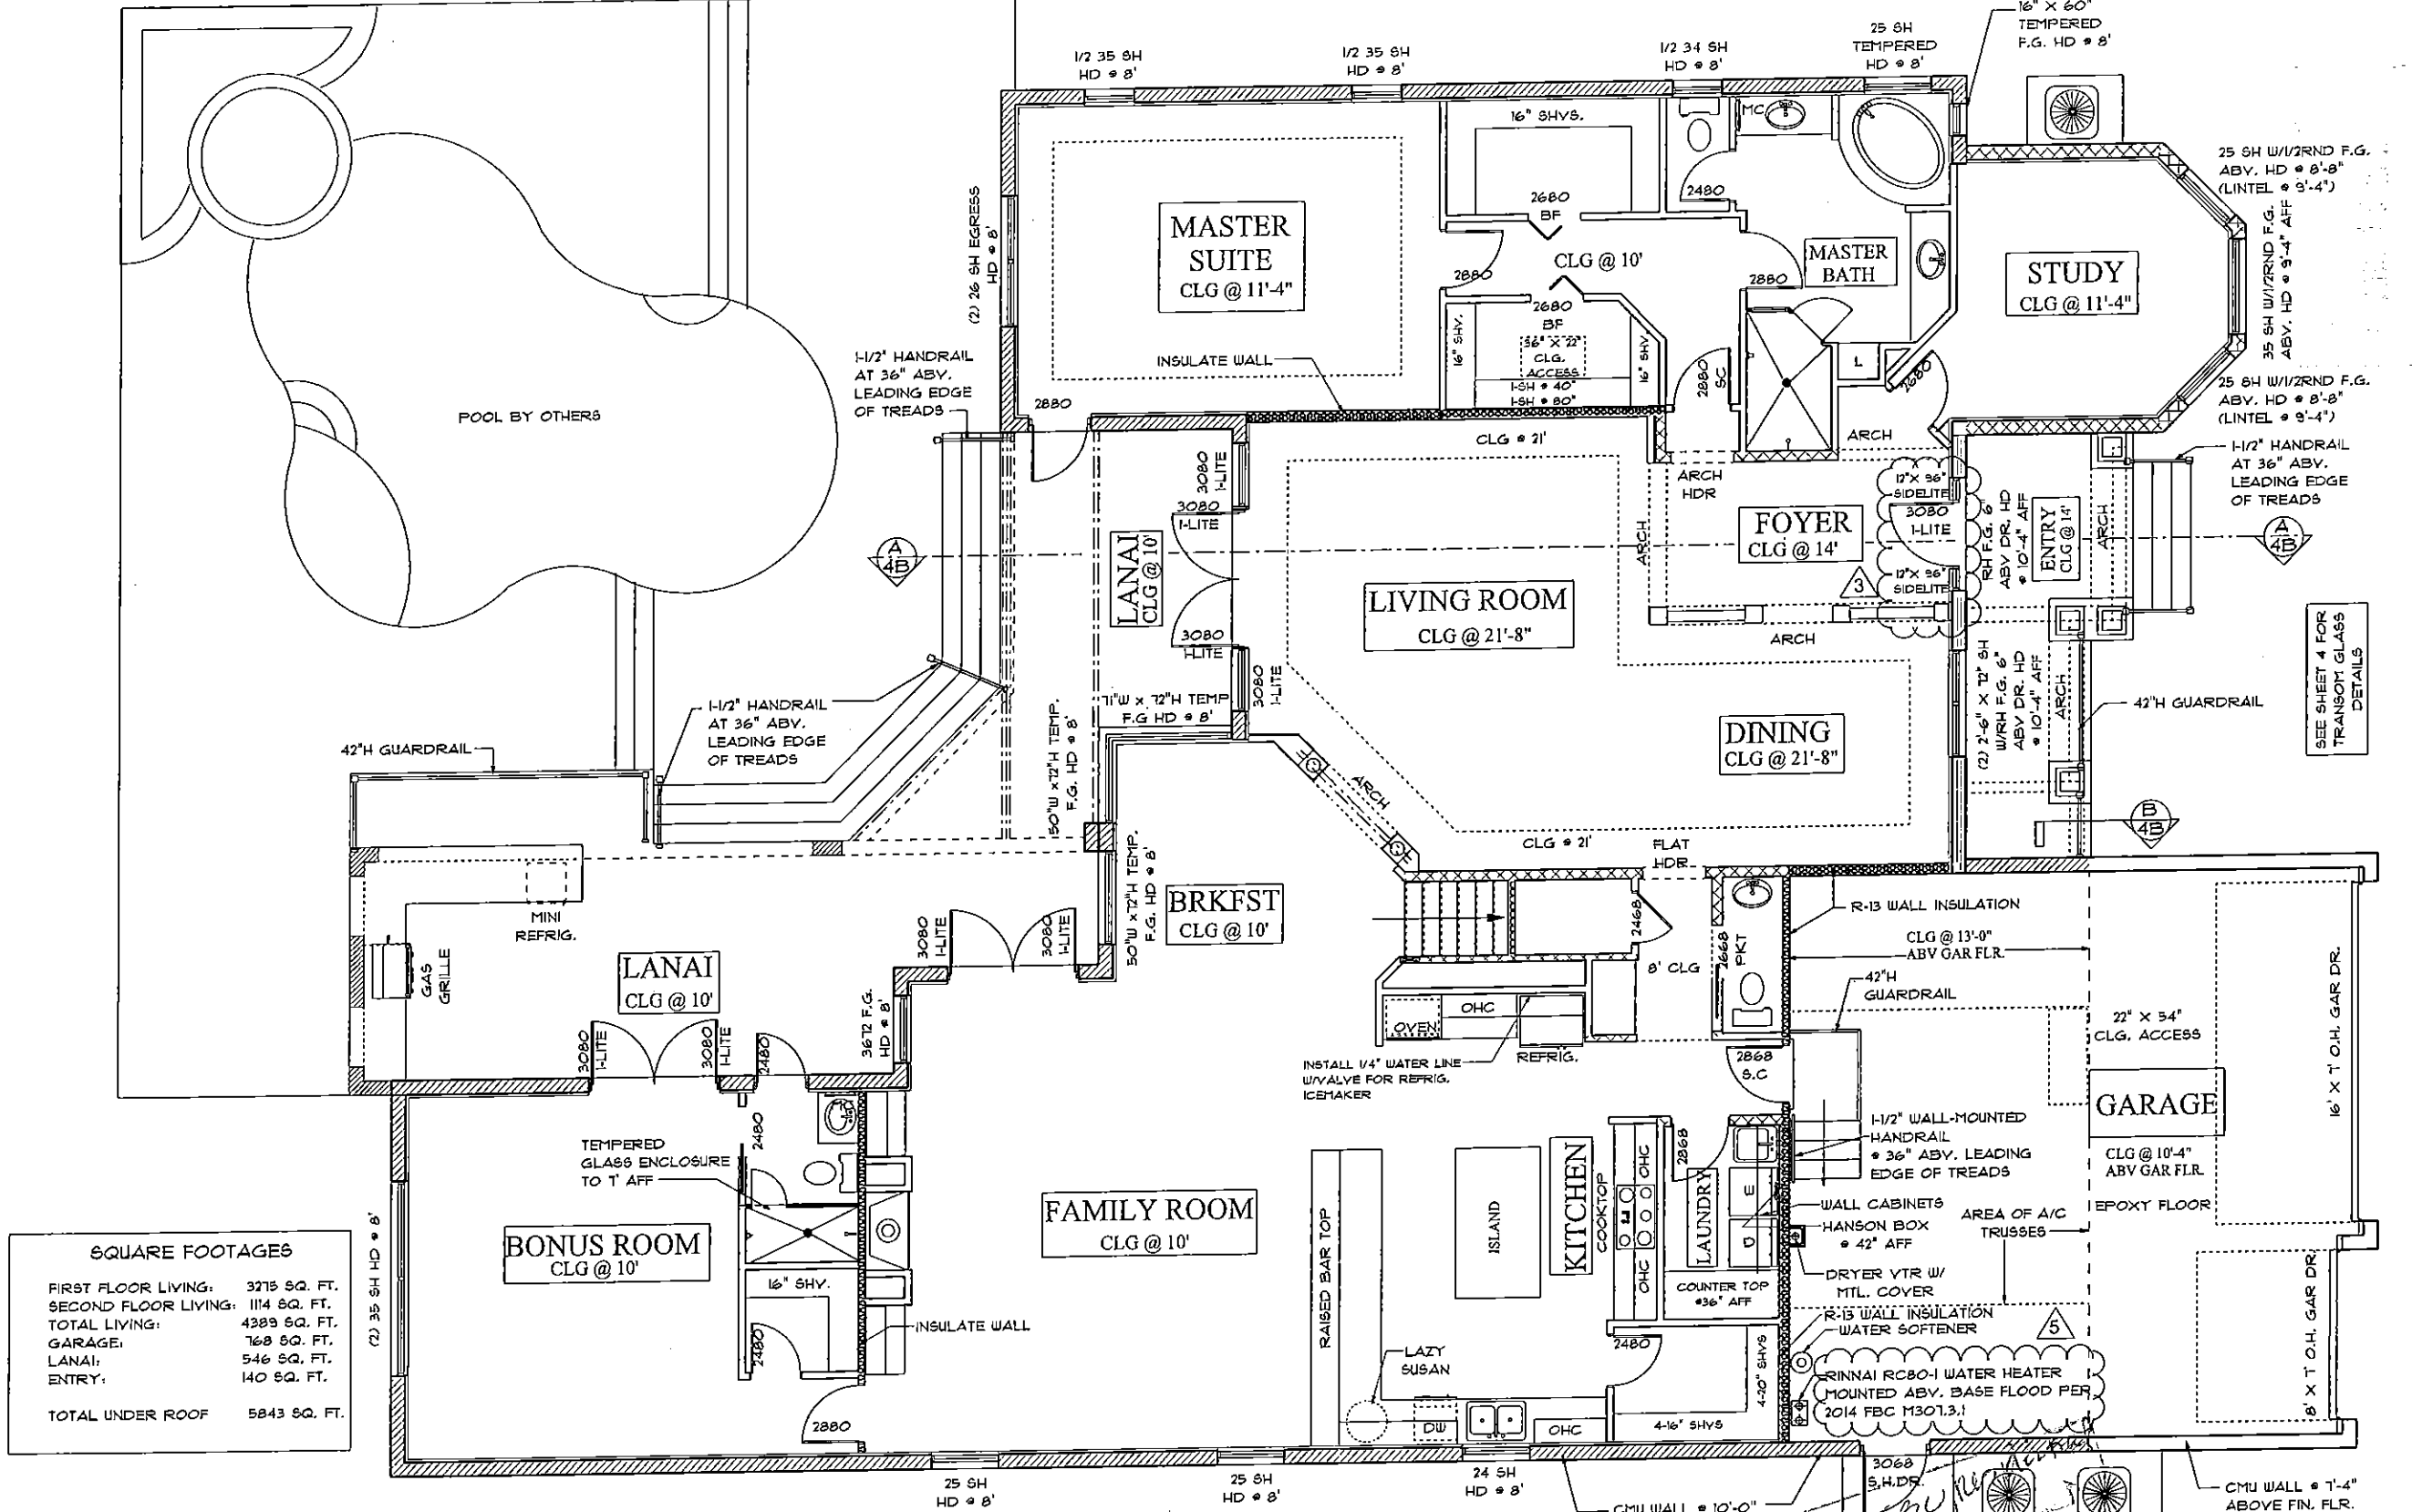 16" X 60"
TEMPERED
F.G. HD @ 8'
1/2 35 SH
HD @ 8'
1/2 35 SH
HD @ 8'
1/2 34 SH
HD @ 8'
25 SH
TEMPERED
HD @ 8'
16" SHVS.
MC
2480
2680
BF
MASTER
SUITE
CLG @ 11'-4"
(2) 26 SH EGRESS
HD @ 8'
2880
CLG @ 10'
2880
MASTER
BATH
STUDY
CLG @ 11'-4"
25 SH W/1/2RND F.G.
ABV. HD @ 8'-8"
(LINTEL @ 9'-4")
35 SH W/1/2RND F.G.
ABV. HD @ 9'-4" AFF
25 SH W/1/2RND F.G.
ABV. HD @ 8'-8"
(LINTEL @ 9'-4")
2680
BF
16" SHV.
36" X 22"
CLG.
ACCESS
1-SH @ 40"
1-SH @ 80"
16" SHV
2880
SC
L
2680
INSULATE WALL
1-1/2" HANDRAIL
AT 36" ABV.
LEADING EDGE
OF TREADS
2880
POOL BY OTHERS
CLG @ 21'
ARCH
1-1/2" HANDRAIL
AT 36" ABV.
LEADING EDGE
OF TREADS
3080
1-LITE
3080
1-LITE
ARCH
HDR
12"X 96"
SIDELITE
3080
1-LITE
12"X 96"
SIDELITE
3
RH F.G. 6"
ABV DR. HD
@ 10'-4" AFF
ENTRY
CLG @ 14'
ARCH
A
4B
A
4B
LANAI
CLG @ 10'
ARCH
FOYER
CLG @ 14'
LIVING ROOM
CLG @ 21'-8"
ARCH
3080
1-LITE
3080
1-LITE
71"W x 72"H TEMP
F.G HD @ 8'
SEE SHEET 4 FOR
TRANSOM GLASS
DETAILS
(2) 2'-6" X 72" SH
W/RH F.G. 6"
ABV DR. HD
@ 10'-4" AFF
ARCH
42"H GUARDRAIL
DINING
CLG @ 21'-8"
1-1/2" HANDRAIL
AT 36" ABV.
LEADING EDGE
OF TREADS
42"H GUARDRAIL
50"W x72"H TEMP.
F.G. HD @ 8'
ARCH
B
4B
CLG @ 21'
FLAT
HDR
50"W x72"H TEMP.
F.G. HD @ 8'
MINI
REFRIG.
GAS
GRILLE
LANAI
CLG @ 10'
3080
1-LITE
3080
1-LITE
BRKFST
CLG @ 10'
2468
2668
PKT
8' CLG
R-13 WALL INSULATION
CLG @ 13'-0"
ABV GAR FLR.
42"H
GUARDRAIL
OVEN
OHC
REFRIG.
INSTALL 1/4" WATER LINE
W/VALVE FOR REFRIG.
ICEMAKER
22" X 54"
CLG. ACCESS
16' X 7' O.H. GAR DR.
3080
1-LITE
3080
1-LITE
2480
3672 F.G.
HD @ 8'
2868
S.C
GARAGE
CLG @ 10'-4"
ABV GAR FLR.
1-1/2" WALL-MOUNTED
HANDRAIL
@ 36" ABV. LEADING
EDGE OF TREADS
TEMPERED
GLASS ENCLOSURE
TO 7' AFF
2480
2868
OHC
KITCHEN
COOKTOP
ISLAND
LAUNDRY
WALL CABINETS
HANSON BOX
@ 42" AFF
AREA OF A/C
TRUSSES
EPOXY FLOOR
BONUS ROOM
CLG @ 10'
FAMILY ROOM
CLG @ 10'
RAISED BAR TOP
OHC
COUNTER TOP
@36" AFF
DRYER VTR W/
MTL. COVER
16" SHV.
2480
INSULATE WALL
R-13 WALL INSULATION
WATER SOFTENER
5
RINNAI RC80-1 WATER HEATER
MOUNTED ABV. BASE FLOOD PER
2014 FBC M307.3.1
8' X 7' O.H. GAR DR.
SQUARE FOOTAGES
FIRST FLOOR LIVING: 3275 SQ. FT.
SECOND FLOOR LIVING: 1114 SQ. FT.
TOTAL LIVING: 4389 SQ. FT.
GARAGE: 768 SQ. FT.
LANAI: 546 SQ. FT.
ENTRY: 140 SQ. FT.
TOTAL UNDER ROOF 5843 SQ. FT.
(2) 35 SH HD @ 8'
LAZY
SUSAN
2480
4-20" SHVS
4-16" SHVS
DW
OHC
2880
25 SH
HD @ 8'
25 SH
HD @ 8'
24 SH
HD @ 8'
3068
S.H.DR.
CMU WALL @ 10'-0"
CMU WALL @ 7'-4"
ABOVE FIN. FLR.